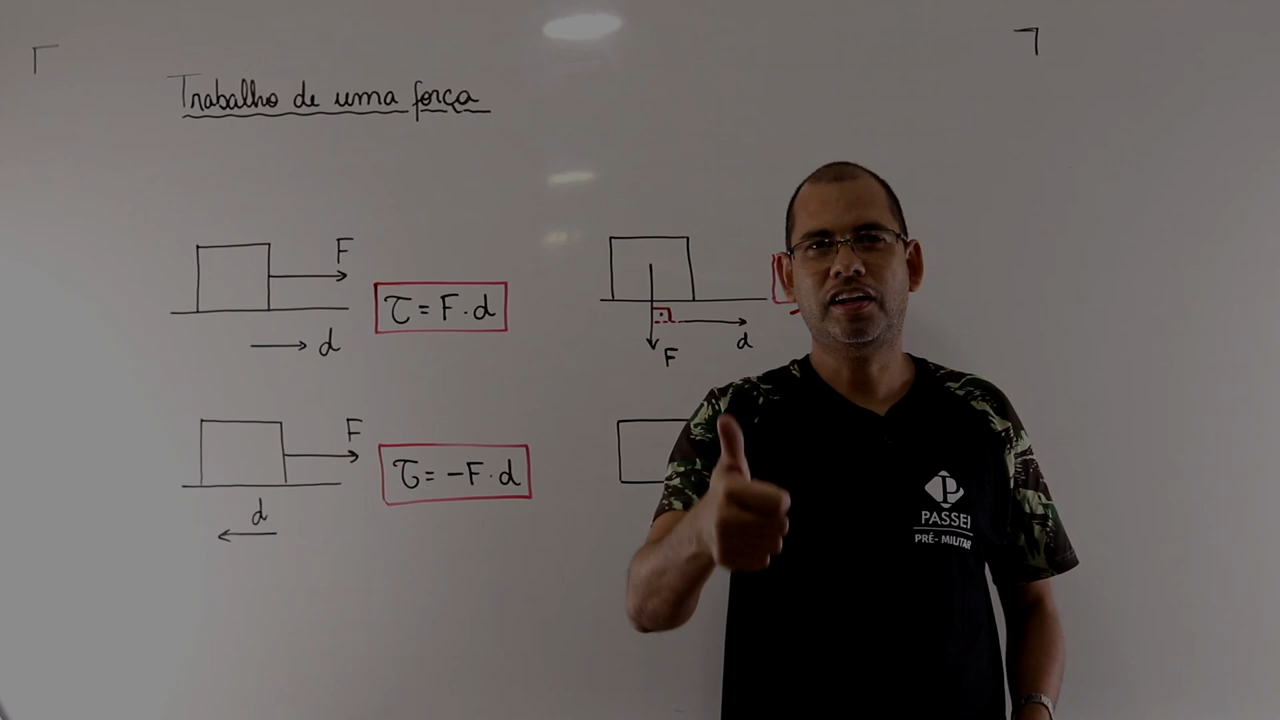 Trabalho de uma força
F
τ = F · d
d
F
d
F
τ = -F · d
d
PASSEI
PRÉ-MILITAR